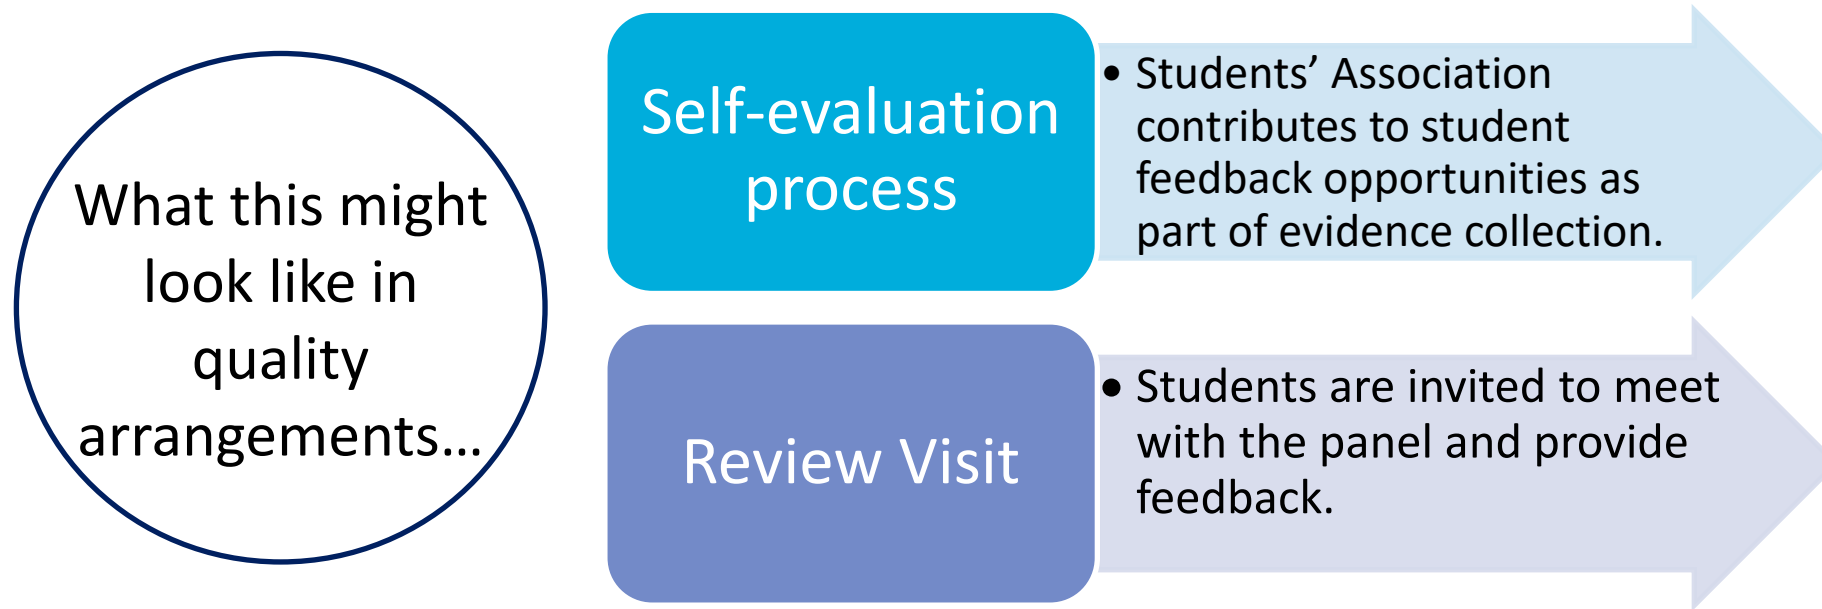 What this might
look like in
quality
arrangements…
Self-evaluation
process
• Students’ Association
contributes to student
feedback opportunities as
part of evidence collection.
Review Visit
• Students are invited to meet
with the panel and provide
feedback.